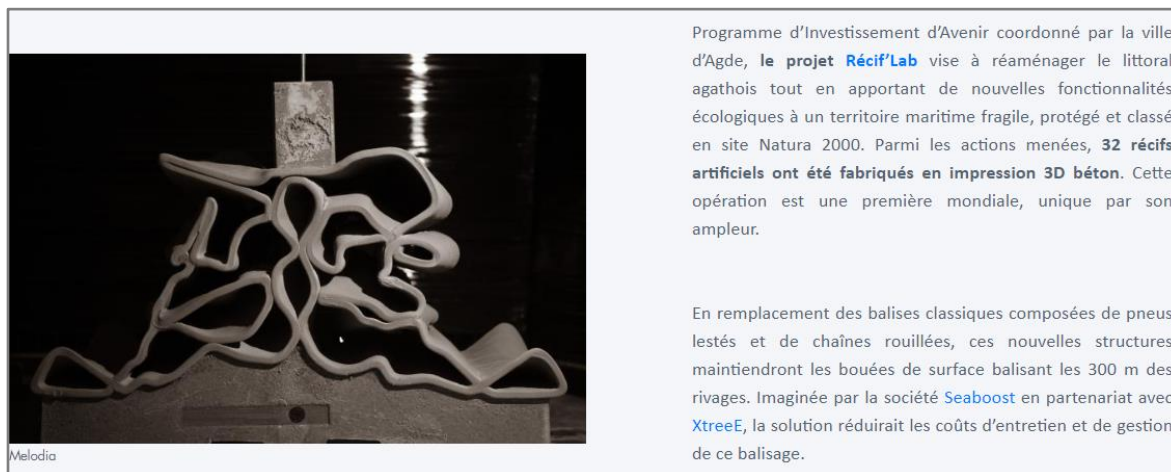 Programme d'Investissement d'Avenir coordonné par la ville
d'Agde, le projet Récif'Lab vise à réaménager le littoral
agathois tout en apportant de nouvelles fonctionnalités
écologiques à un territoire maritime fragile, protégé et classé
en site Natura 2000. Parmi les actions menées, 32 récifs
artificiels ont été fabriqués en impression 3D béton. Cette
opération est une première mondiale, unique par son
ampleur.
En remplacement des balises classiques composées de pneus
lestés et de chaînes rouillées, ces nouvelles structures
maintiendront les bouées de surface balisant les 300 m des
rivages. Imaginée par la société Seaboost en partenariat avec
XtreeE, la solution réduirait les coûts d'entretien et de gestion
de ce balisage.
Melodia